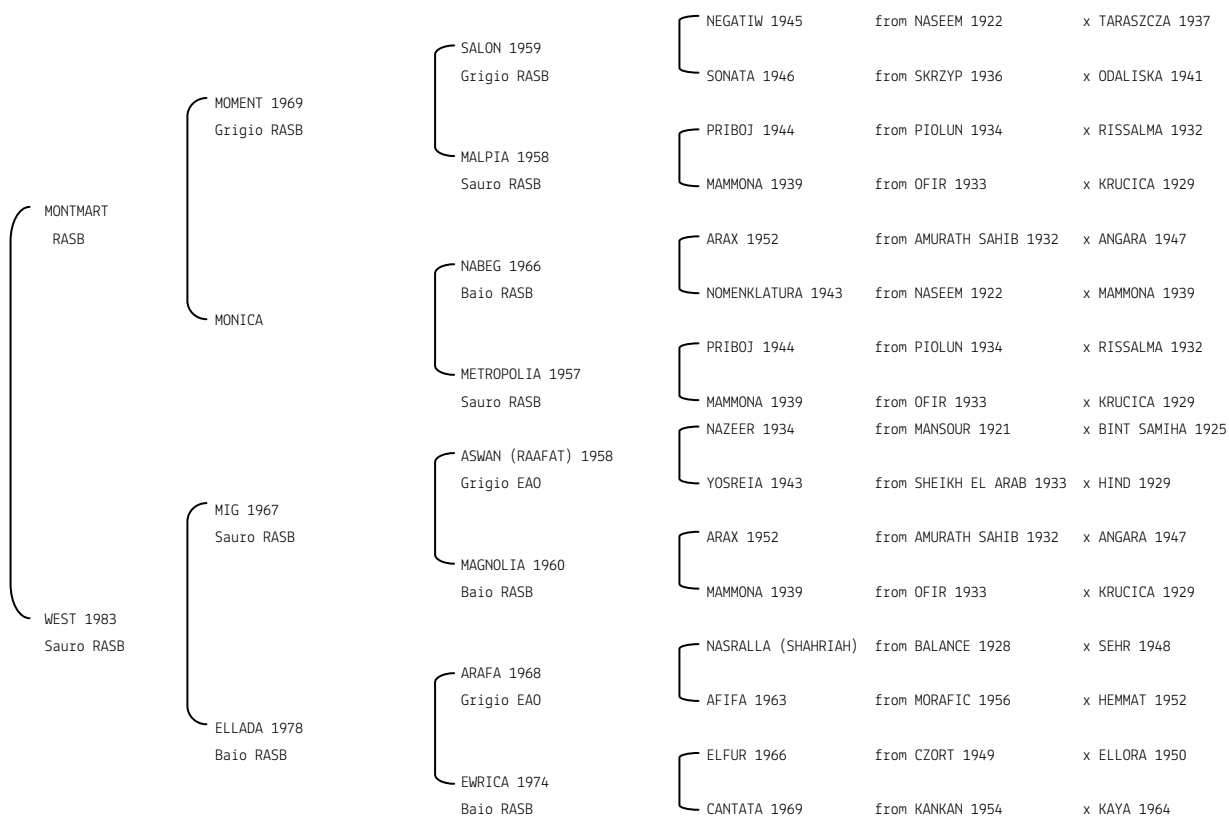 NEGATIW 1945 from NASEEM 1922 x TARASZCZA 1937
SALON 1959
Grigio RASB
SONATA 1946 from SKRZYP 1936 x ODALISKA 1941
MOMENT 1969
Grigio RASB
PRIBOJ 1944 from PIOLUN 1934 x RISSALMA 1932
MALPIA 1958
Sauro RASB
MAMMONA 1939 from OFIR 1933 x KRUCICA 1929
MONTMART
RASB
ARAX 1952 from AMURATH SAHIB 1932 x ANGARA 1947
NABEG 1966
Baio RASB
NOMENKLATURA 1943 from NASEEM 1922 x MAMMONA 1939
MONICA
PRIBOJ 1944 from PIOLUN 1934 x RISSALMA 1932
METROPOLIA 1957
Sauro RASB
MAMMONA 1939 from OFIR 1933 x KRUCICA 1929
NAZEER 1934 from MANSOUR 1921 x BINT SAMIHA 1925
ASWAN (RAAFAT) 1958
Grigio EAO
YOSREIA 1943 from SHEIKH EL ARAB 1933 x HIND 1929
MIG 1967
Sauro RASB
ARAX 1952 from AMURATH SAHIB 1932 x ANGARA 1947
MAGNOLIA 1960
Baio RASB
MAMMONA 1939 from OFIR 1933 x KRUCICA 1929
WEST 1983
Sauro RASB
NASRALLA (SHAHRIAH) from BALANCE 1928 x SEHR 1948
ARAFA 1968
Grigio EAO
AFIFA 1963 from MORAFIC 1956 x HEMMAT 1952
ELLADA 1978
Baio RASB
ELFUR 1966 from CZORT 1949 x ELLORA 1950
EWRICA 1974
Baio RASB
CANTATA 1969 from KANKAN 1954 x KAYA 1964